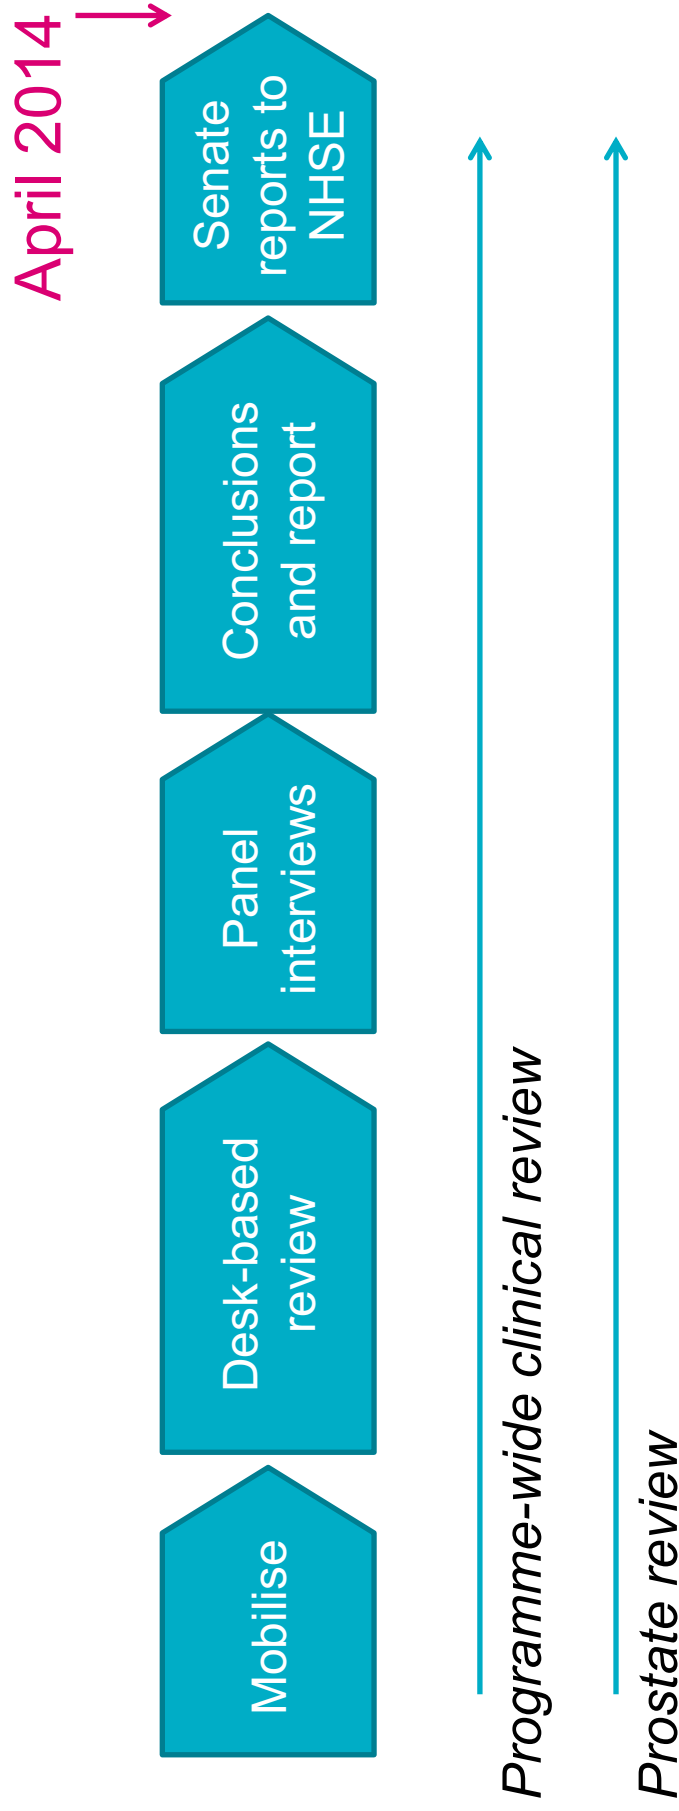 April 2014
Mobilise
Desk-based
review
Panel
interviews
Conclusions
and report
Senate
reports to
NHSE
Programme-wide clinical review
Prostate review